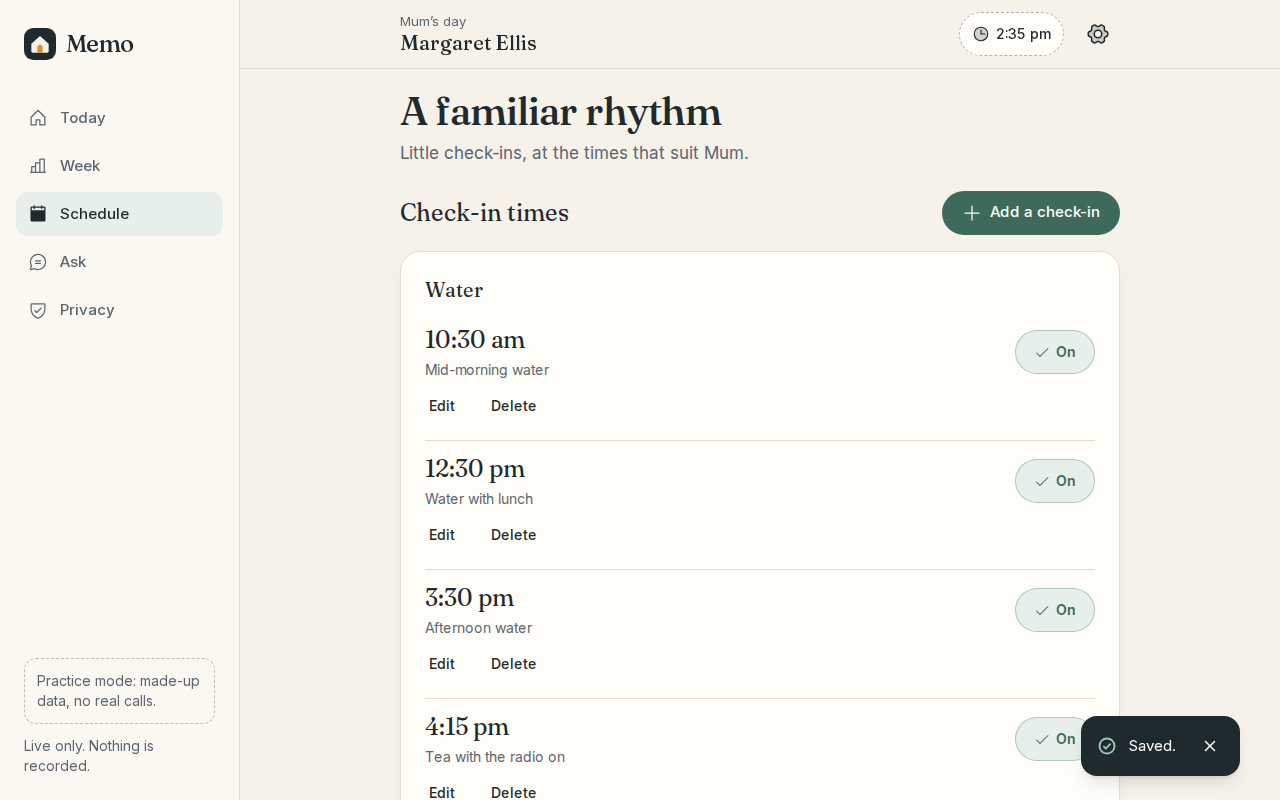 Memo
Today
Week
Schedule
Ask
Privacy
Practice mode: made-up
data, no real calls.
Live only. Nothing is
recorded.
Mum’s day
Margaret Ellis
2:35 pm
A familiar rhythm
Little check-ins, at the times that suit Mum.
Check-in times
Add a check-in
Water
10:30 am
On
Mid-morning water
Edit Delete
12:30 pm
On
Water with lunch
Edit Delete
3:30 pm
On
Afternoon water
Edit Delete
4:15 pm
On
Tea with the radio on
Edit Delete
Saved.